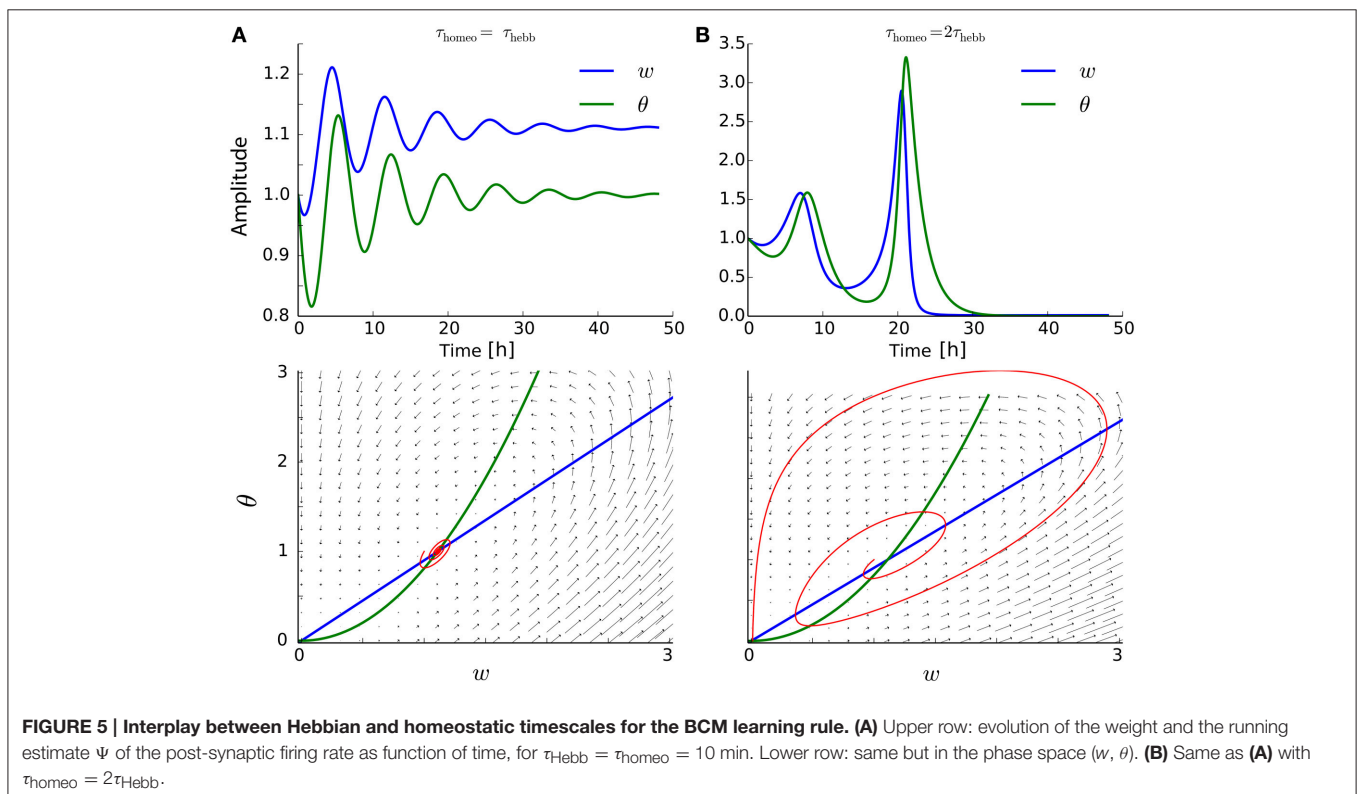 A
τhomeo = τhebb
w
θ
Amplitude
1.2
1.1
1.0
0.9
0.8
0 10 20 30 40 50
Time [h]
B
τhomeo = 2τhebb
w
θ
3.5
3.0
2.5
2.0
1.5
1.0
0.5
0.0
0 10 20 30 40 50
Time [h]
θ
3
2
1
0
0 3
w
0 3
w
FIGURE 5 | Interplay between Hebbian and homeostatic timescales for the BCM learning rule. (A) Upper row: evolution of the weight and the running
estimate Ψ of the post-synaptic firing rate as function of time, for τHebb = τhomeo = 10 min. Lower row: same but in the phase space (w, θ). (B) Same as (A) with
τhomeo = 2τHebb.